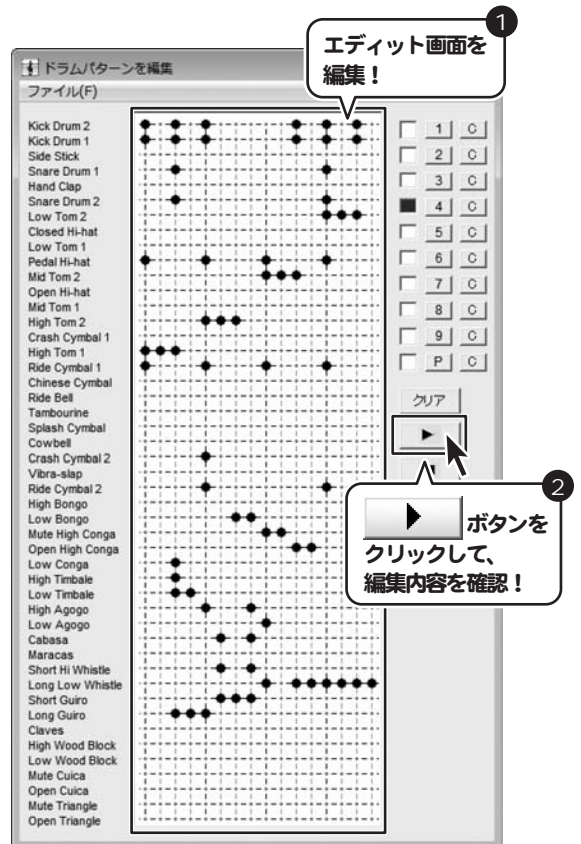 1
エディット画面を
編集！
ドラムパターンを編集
ファイル(F)
Kick Drum 2
Kick Drum 1
Side Stick
Snare Drum 1
Hand Clap
Snare Drum 2
Low Tom 2
Closed Hi-hat
Low Tom 1
Pedal Hi-hat
Mid Tom 2
Open Hi-hat
Mid Tom 1
High Tom 2
Crash Cymbal 1
High Tom 1
Ride Cymbal 1
Chinese Cymbal
Ride Bell
Tambourine
Splash Cymbal
Cowbell
Crash Cymbal 2
Vibra-slap
Ride Cymbal 2
High Bongo
Low Bongo
Mute High Conga
Open High Conga
Low Conga
High Timbale
Low Timbale
High Agogo
Low Agogo
Cabasa
Maracas
Short Hi Whistle
Long Low Whistle
Short Guiro
Long Guiro
Claves
High Wood Block
Low Wood Block
Mute Cuica
Open Cuica
Mute Triangle
Open Triangle
1 C
2 C
3 C
4 C
5 C
6 C
7 C
8 C
9 C
P C
クリア
2
ボタンを
クリックして、
編集内容を確認！